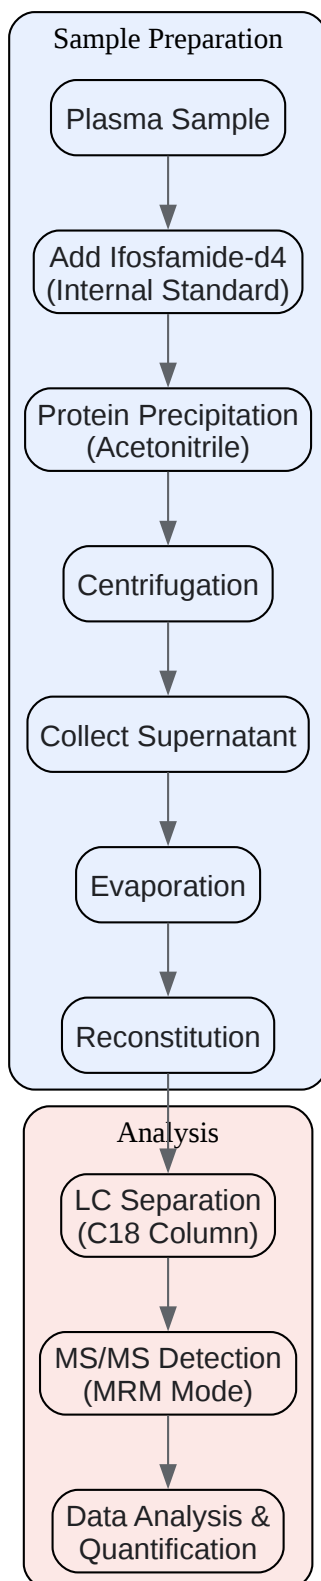 Sample Preparation
Plasma Sample
Add Ifosfamide-d4
(Internal Standard)
Protein Precipitation
(Acetonitrile)
Centrifugation
Collect Supernatant
Evaporation
Reconstitution
Analysis
LC Separation
(C18 Column)
MS/MS Detection
(MRM Mode)
Data Analysis &
Quantification